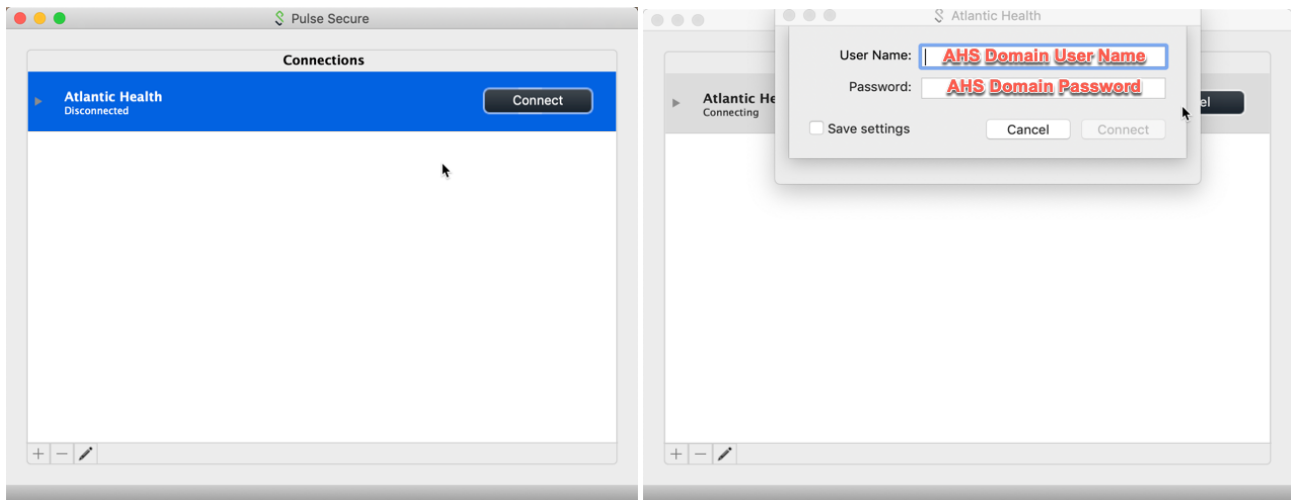 Pulse Secure
Connections
Atlantic Health
Disconnected
Connect
Atlantic Health
User Name: AHS Domain User Name
Password: AHS Domain Password
Save settings
Cancel
Connect
Atlantic He
Connecting
el